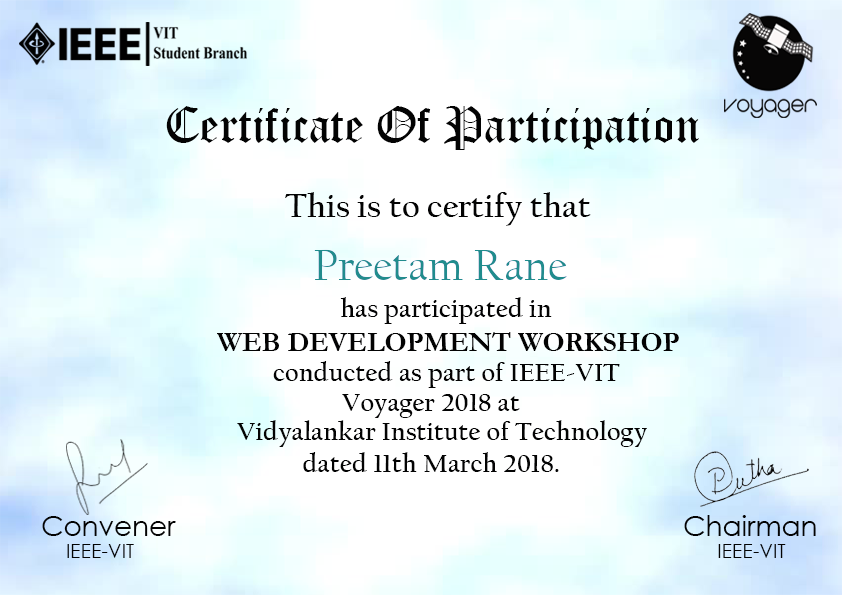 IEEE VIT
Student Branch
voyager
Certificate Of Participation
This is to certify that
Preetam Rane
has participated in
WEB DEVELOPMENT WORKSHOP
conducted as part of IEEE-VIT
Voyager 2018 at
Vidyalankar Institute of Technology
dated 11th March 2018.
Convener
IEEE-VIT
Chairman
IEEE-VIT